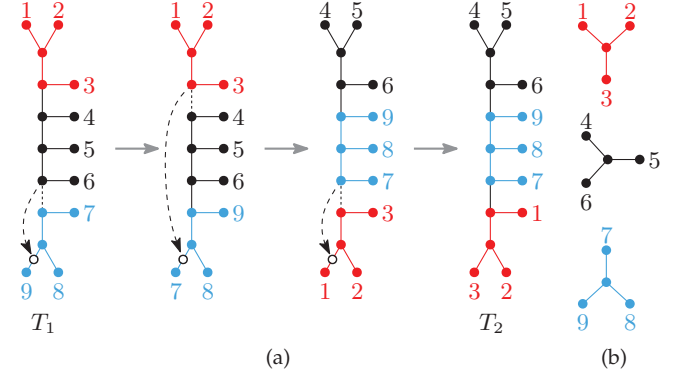 1 2 1 2 4 5 4 5 1 2
3 3 6 6 3
4 4 9 9
5 5 8 8 4 5
6 6 7 7 6
7 9 3 1 7
9 8 7 8 1 2 3 2 9 8
T₁ T₂
(a) (b)